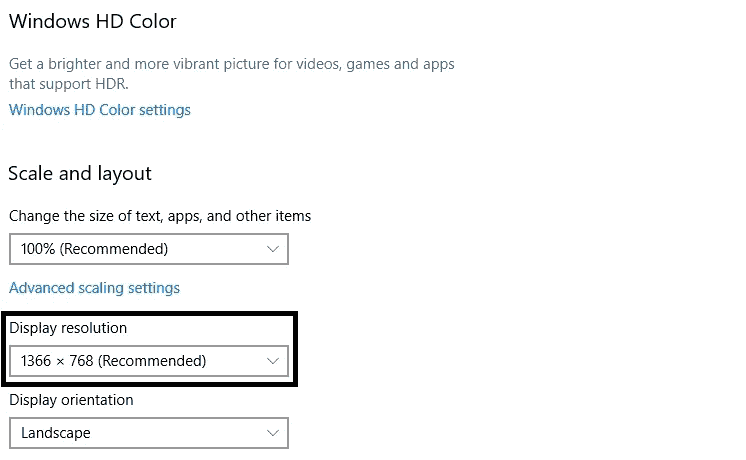 Windows HD Color
Get a brighter and more vibrant picture for videos, games and apps
that support HDR.
Windows HD Color settings
Scale and layout
Change the size of text, apps, and other items
100% (Recommended)
Advanced scaling settings
Display resolution
1366 × 768 (Recommended)
Display orientation
Landscape